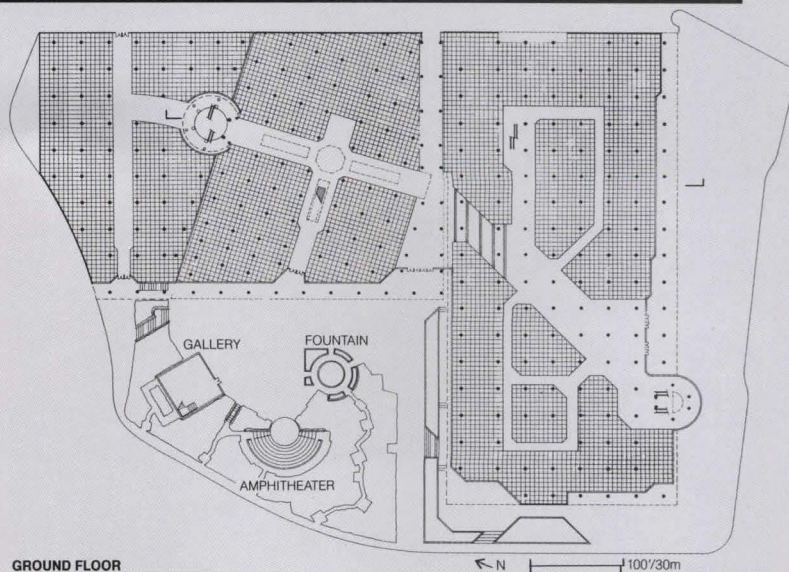 GALLERY
FOUNTAIN
AMPHITHEATER
GROUND FLOOR
N
100'/30m